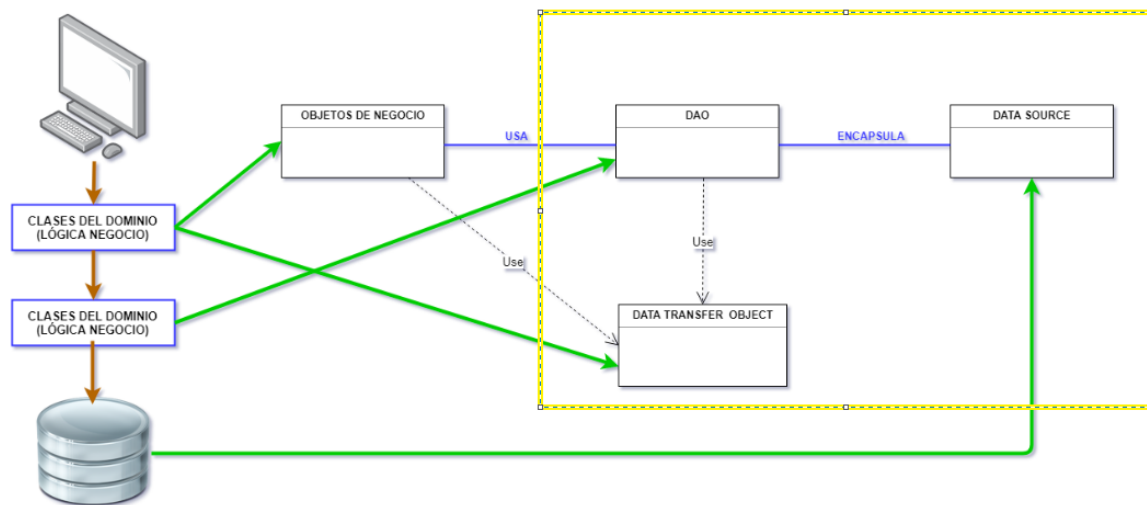 OBJETOS DE NEGOCIO
USA
DAO
ENCAPSULA
DATA SOURCE
CLASES DEL DOMINIO
(LÓGICA NEGOCIO)
Use
Use
CLASES DEL DOMINIO
(LÓGICA NEGOCIO)
DATA TRANSFER OBJECT